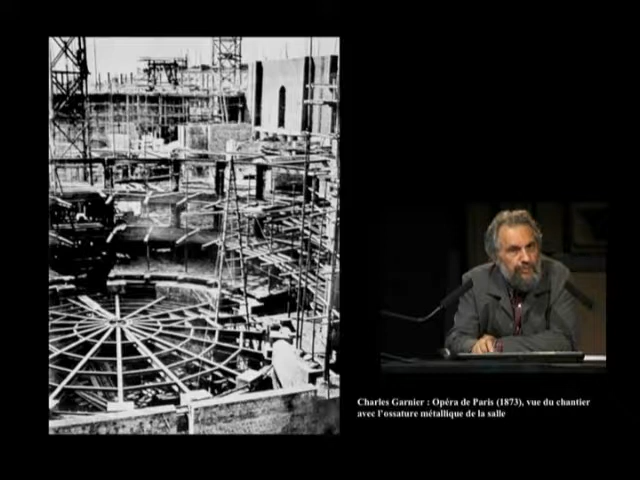 Charles Garnier : Opéra de Paris (1873), vue du chantier
avec l'ossature métallique de la salle